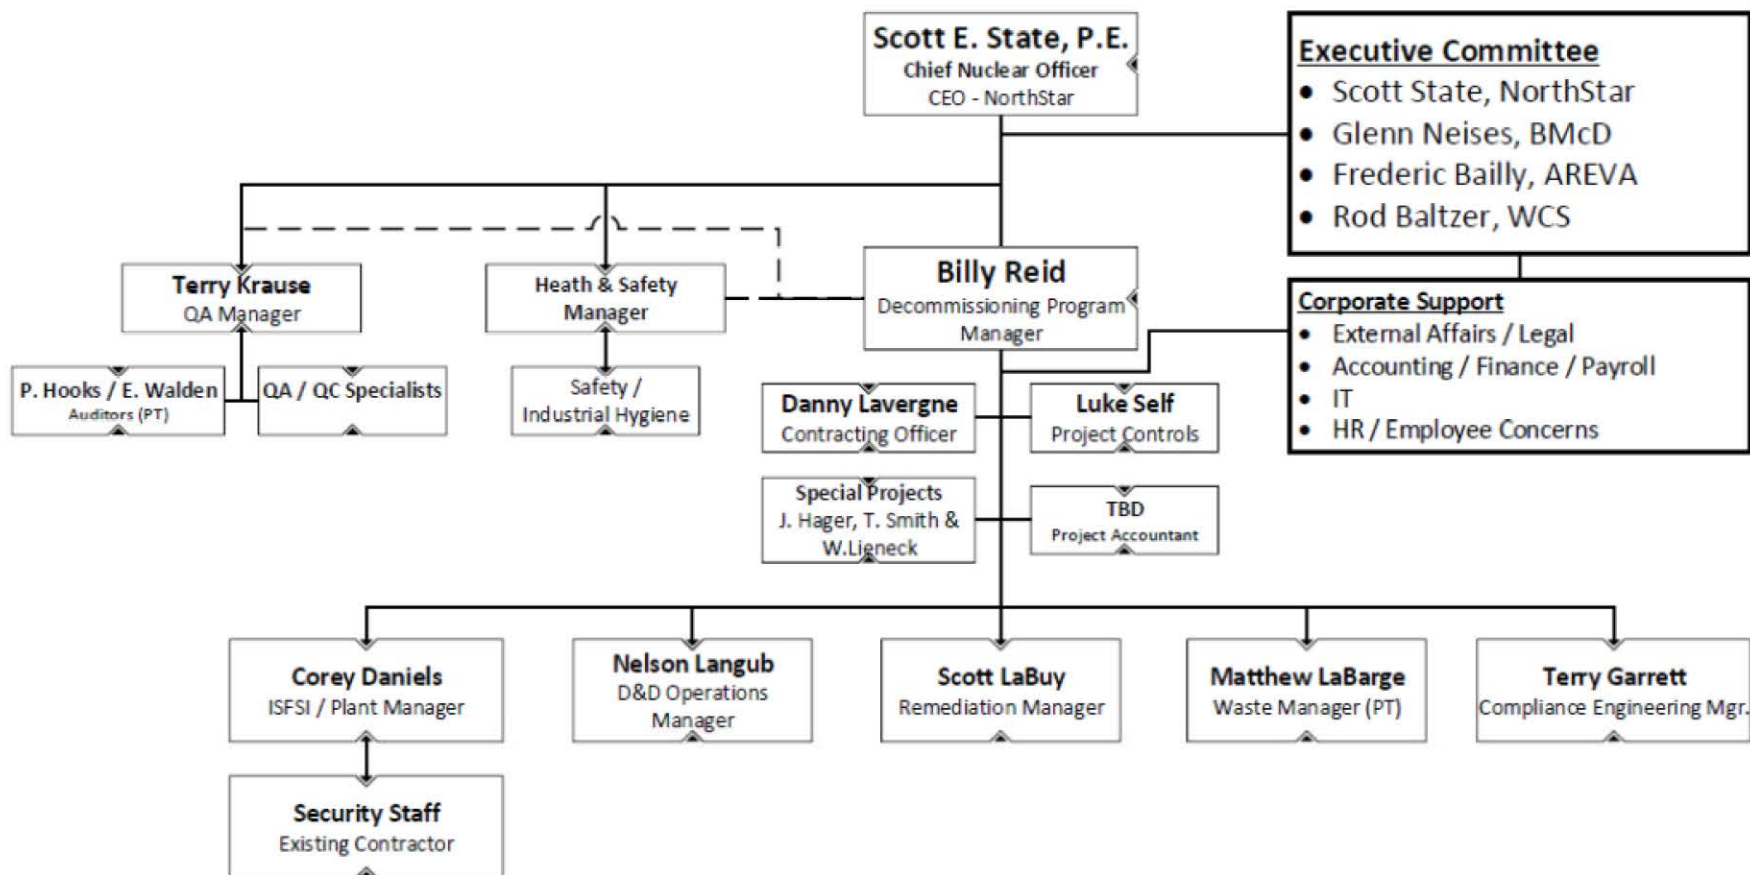 Scott E. State, P.E.
Chief Nuclear Officer
CEO - NorthStar
Executive Committee
• Scott State, NorthStar
• Glenn Neises, BMcD
• Frederic Bailly, AREVA
• Rod Baltzer, WCS
Terry Krause
QA Manager
Heath & Safety
Manager
Billy Reid
Decommissioning Program
Manager
Corporate Support
• External Affairs / Legal
• Accounting / Finance / Payroll
• IT
• HR / Employee Concerns
P. Hooks / E. Walden
Auditors (PT)
QA / QC Specialists
Safety /
Industrial Hygiene
Danny Lavergne
Contracting Officer
Luke Self
Project Controls
Special Projects
J. Hager, T. Smith &
W.Lieneck
TBD
Project Accountant
Corey Daniels
ISFSI / Plant Manager
Nelson Langub
D&D Operations
Manager
Scott LaBuy
Remediation Manager
Matthew LaBarge
Waste Manager (PT)
Terry Garrett
Compliance Engineering Mgr.
Security Staff
Existing Contractor